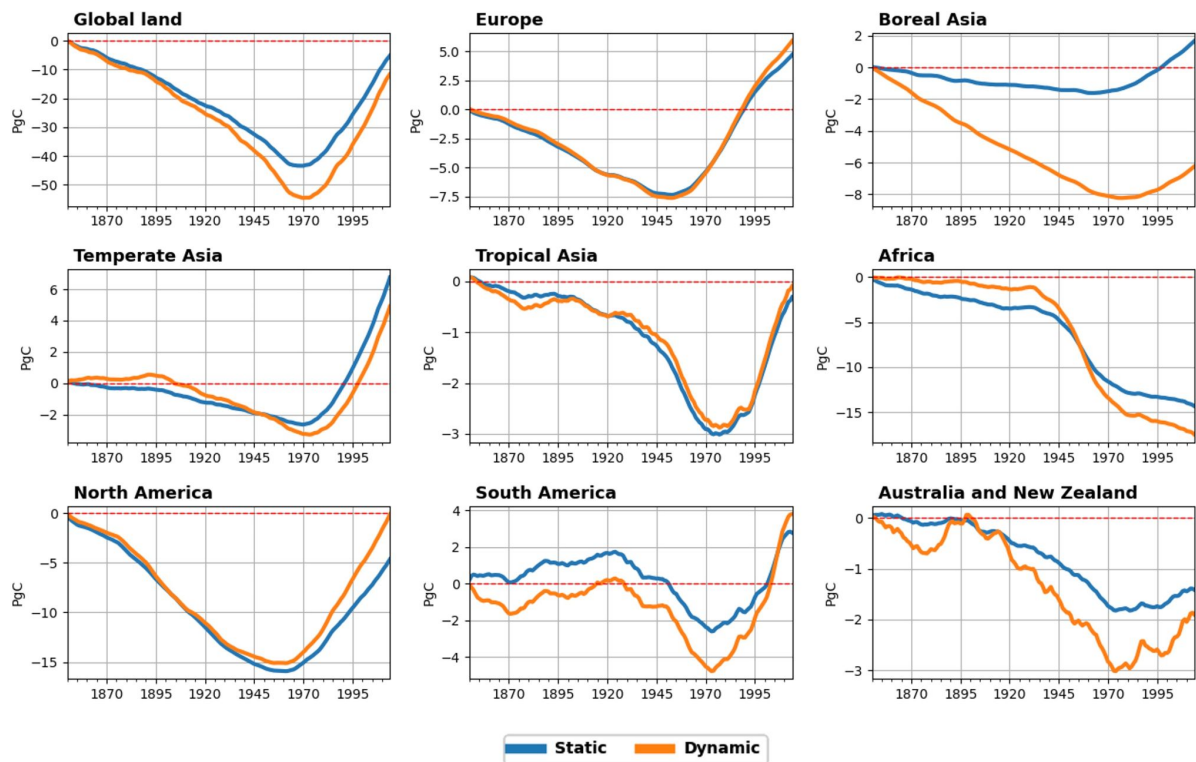 Global land
0
−10
−20
−30
−40
−50
PgC
1870 1895 1920 1945 1970 1995
Europe
5.0
2.5
0.0
−2.5
−5.0
−7.5
PgC
1870 1895 1920 1945 1970 1995
Boreal Asia
2
0
−2
−4
−6
−8
PgC
1870 1895 1920 1945 1970 1995
Temperate Asia
6
4
2
0
−2
PgC
1870 1895 1920 1945 1970 1995
Tropical Asia
0
−1
−2
−3
PgC
1870 1895 1920 1945 1970 1995
Africa
0
−5
−10
−15
PgC
1870 1895 1920 1945 1970 1995
North America
0
−5
−10
−15
PgC
1870 1895 1920 1945 1970 1995
South America
4
2
0
−2
−4
PgC
1870 1895 1920 1945 1970 1995
Australia and New Zealand
0
−1
−2
−3
PgC
1870 1895 1920 1945 1970 1995
Static Dynamic